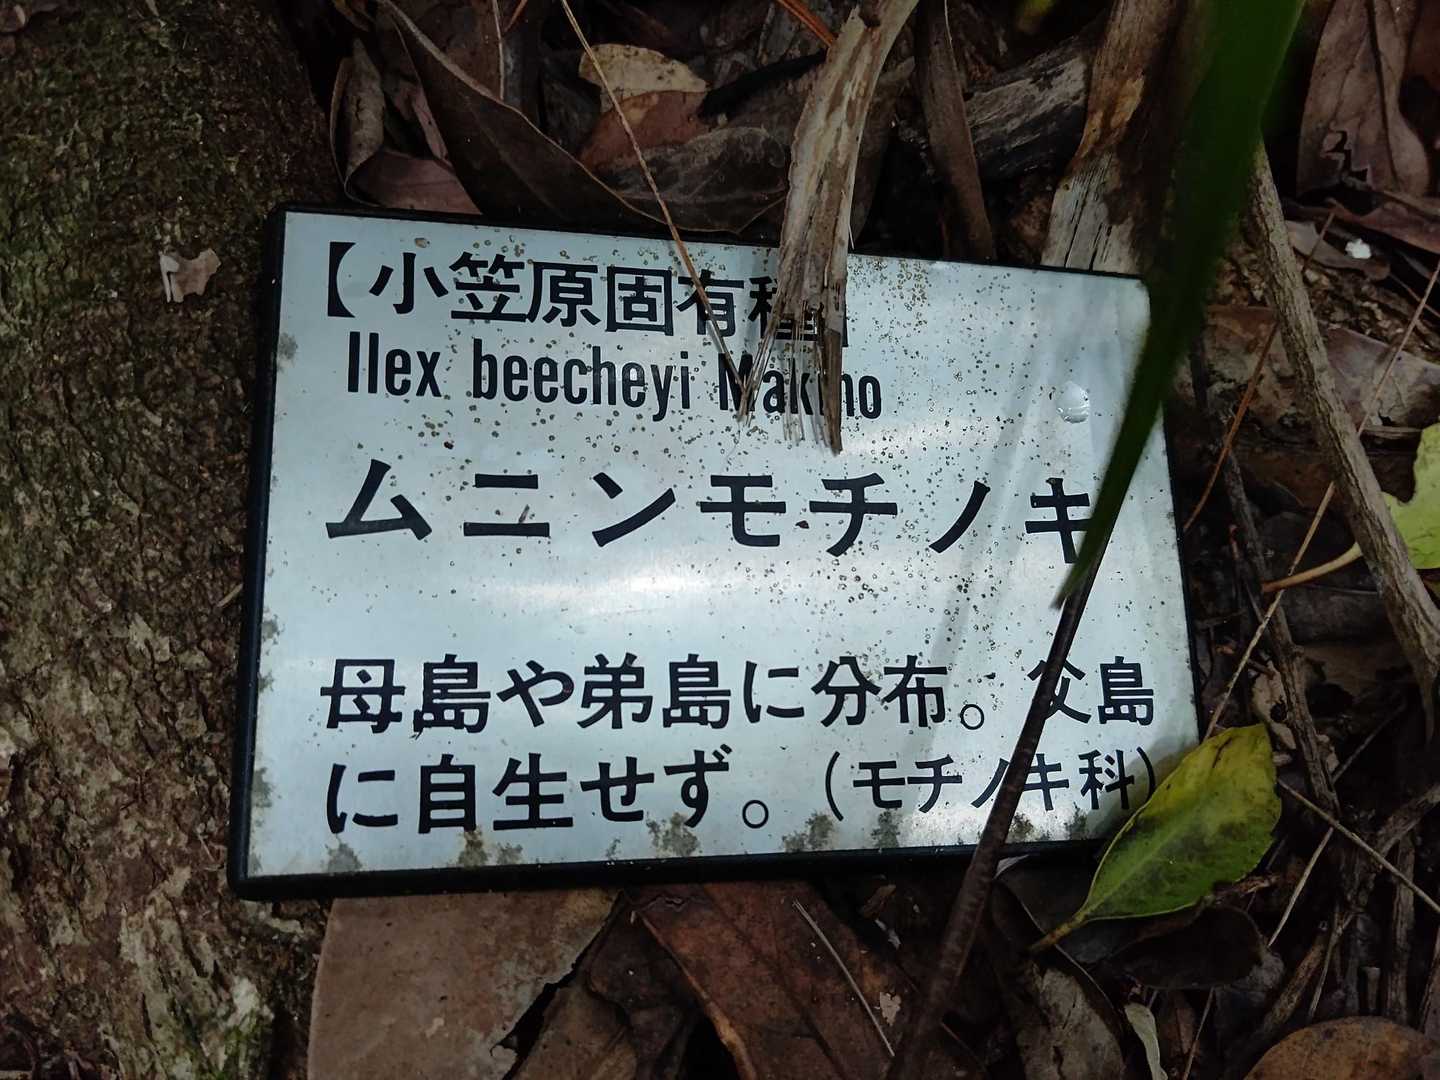 【小笠原固有種】
Ilex beecheyi Makino
ムニンモチノキ
母島や弟島に分布。父島
に自生せず。(モチノキ科)